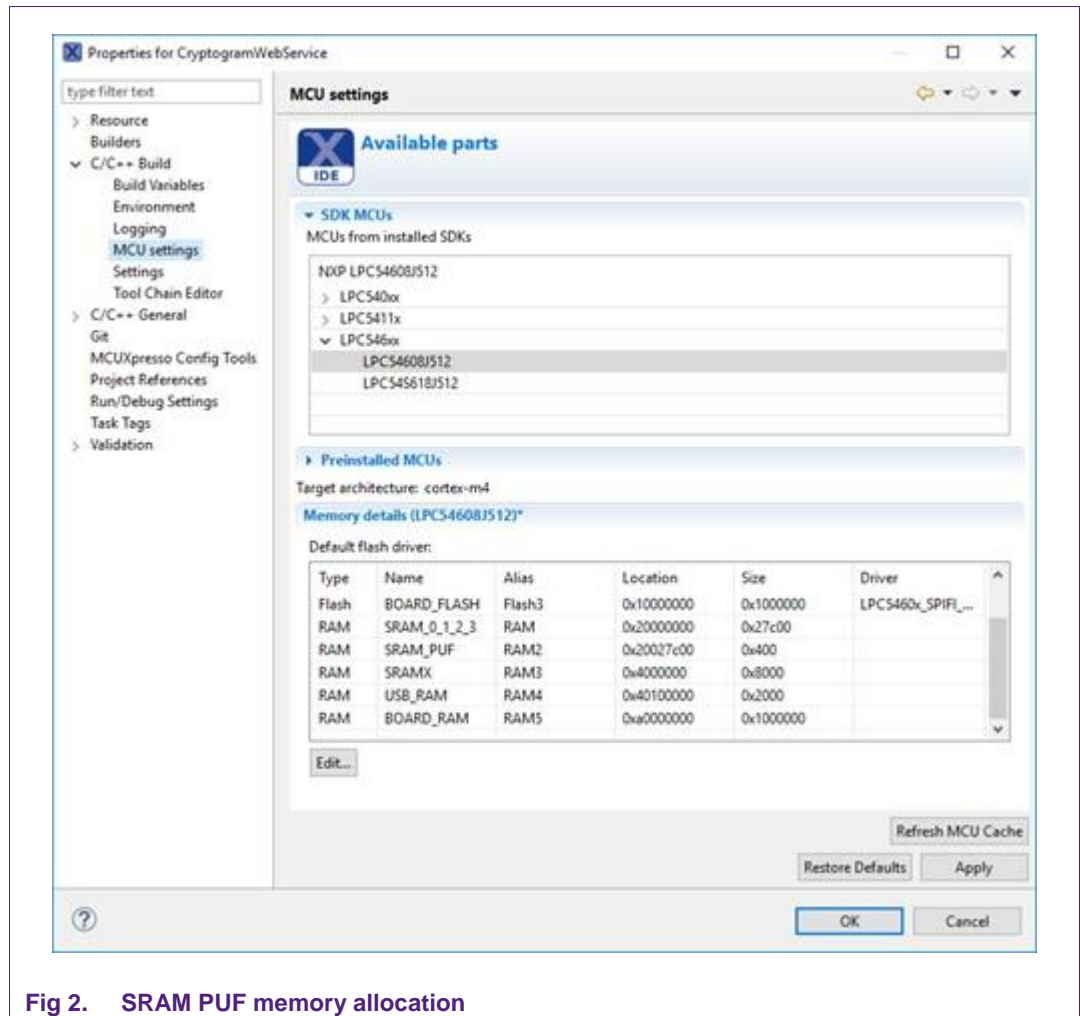 Properties for CryptogramWebService
type filter text
Resource
Builders
C/C++ Build
Build Variables
Environment
Logging
MCU settings
Settings
Tool Chain Editor
C/C++ General
Git
MCUXpresso Config Tools
Project References
Run/Debug Settings
Task Tags
Validation
MCU settings
IDE
Available parts
SDK MCUs
MCUs from installed SDKs
NXP LPC54608J512
LPC540xx
LPC5411x
LPC546xx
LPC54608J512
LPC54S618J512
Preinstalled MCUs
Target architecture: cortex-m4
Memory details (LPC54608J512)*
Default flash driver:
Type Name Alias Location Size Driver
Flash BOARD_FLASH Flash3 0x10000000 0x1000000 LPC5460x_SPIFI_...
RAM SRAM_0_1_2_3 RAM 0x20000000 0x27c00
RAM SRAM_PUF RAM2 0x20027c00 0x400
RAM SRAMX RAM3 0x4000000 0x8000
RAM USB_RAM RAM4 0x40100000 0x2000
RAM BOARD_RAM RAM5 0xa0000000 0x1000000
Edit...
Refresh MCU Cache
Restore Defaults Apply
OK Cancel
Fig 2. SRAM PUF memory allocation